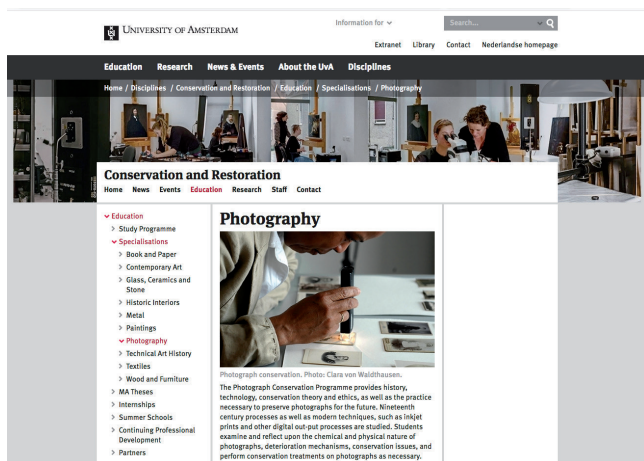 Information for
Search...
UNIVERSITY OF AMSTERDAM
Extranet Library Contact Nederlandse homepage
Education Research News & Events About the UvA Disciplines
Home / Disciplines / Conservation and Restoration / Education / Specialisations / Photography
Conservation and Restoration
Home News Events Education Research Staff Contact
Education
Study Programme
Specialisations
Book and Paper
Contemporary Art
Glass, Ceramics and
Stone
Historic Interiors
Metal
Paintings
Photography
Technical Art History
Textiles
Wood and Furniture
MA Theses
Internships
Summer Schools
Continuing Professional
Development
Partners
Photography
Photograph conservation. Photo: Clara von Waldthausen.
The Photograph Conservation Programme provides history,
technology, conservation theory and ethics, as well as the practice
necessary to preserve photographs for the future. Nineteenth
century processes as well as modern techniques, such as inkjet
prints and other digital out-put processes are studied. Students
examine and reflect upon the chemical and physical nature of
photographs, deterioration mechanisms, conservation issues, and
perform conservation treatments on photographs as necessary.